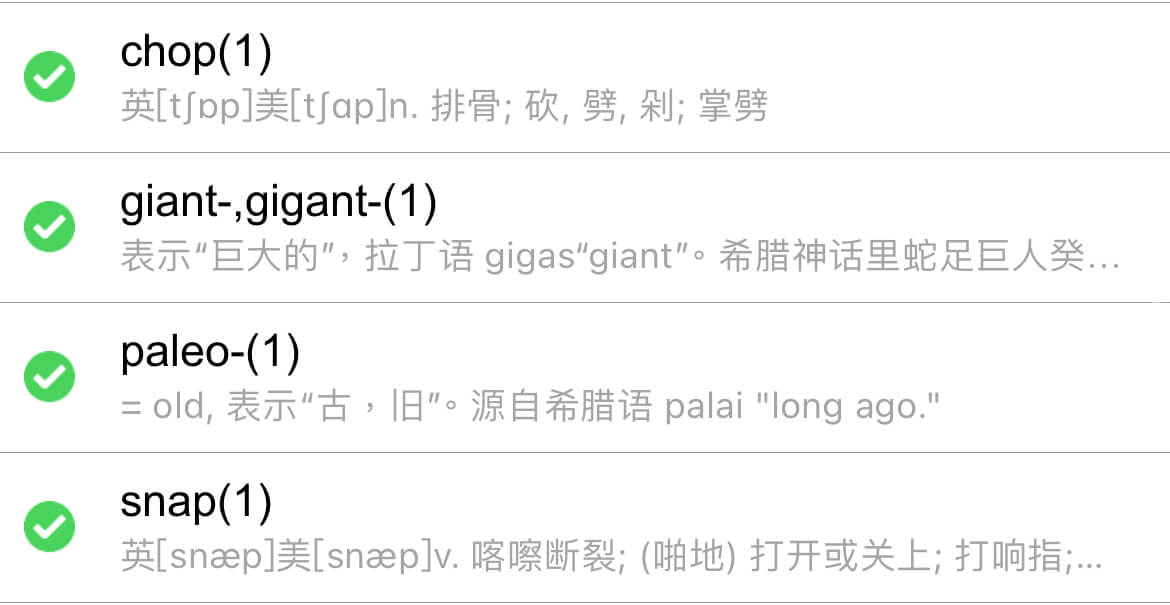 chop(1)
英[tʃɒp]美[tʃɑp]n. 排骨; 砍, 劈, 剁; 掌劈
giant-,gigant-(1)
表示“巨大的”，拉丁语 gigas“giant”。希腊神话里蛇足巨人癸...
paleo-(1)
= old, 表示“古，旧”。源自希腊语 palai "long ago."
snap(1)
英[snæp]美[snæp]v. 喀嚓断裂; (啪地) 打开或关上; 打响指;...